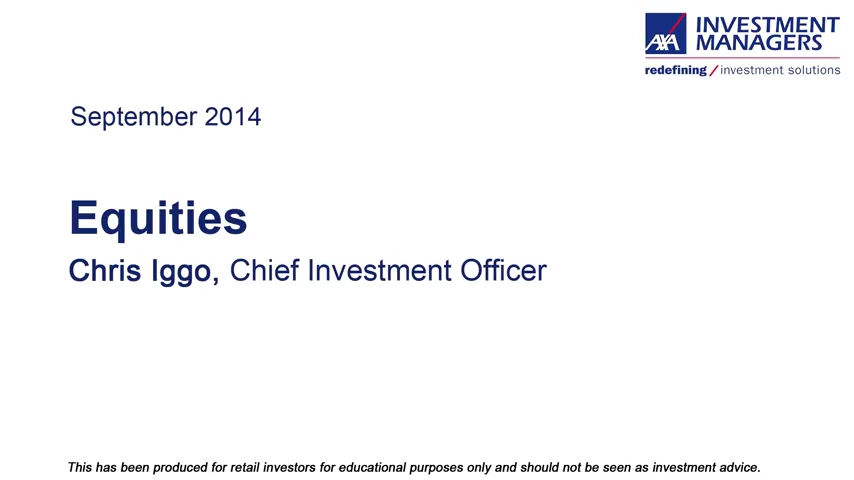 AXA INVESTMENT
MANAGERS
redefining / investment solutions
September 2014
Equities
Chris Iggo, Chief Investment Officer
This has been produced for retail investors for educational purposes only and should not be seen as investment advice.